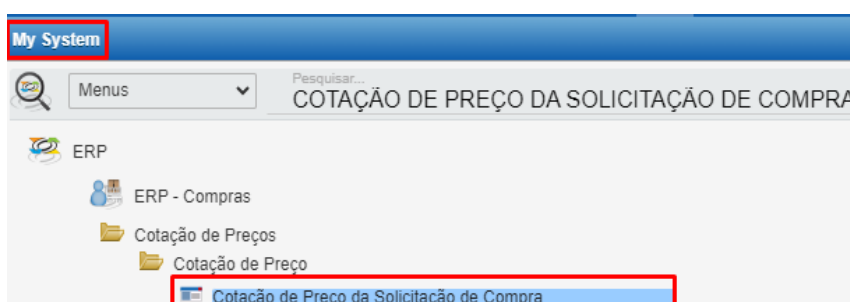 My System
Menus
Pesquisar...
COTAÇÃO DE PREÇO DA SOLICITAÇÃO DE COMPRA
ERP
ERP - Compras
Cotação de Preços
Cotação de Preço
Cotação de Preço da Solicitação de Compra